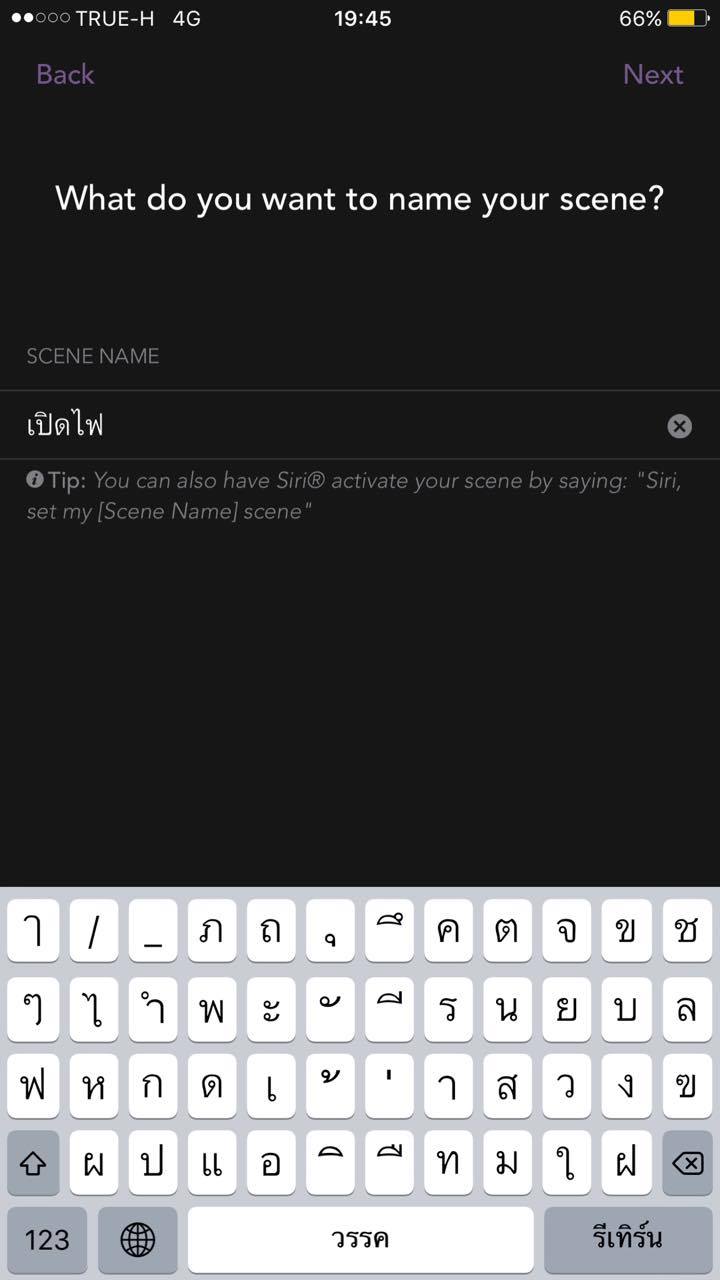 TRUE-H 4G 19:45 66%
Back Next
What do you want to name your scene?
SCENE NAME
เปิดไฟ
Tip: You can also have Siri® activate your scene by saying: "Siri,
set my [Scene Name] scene"
ๅ / _ ภ ถ ุ ึ ค ต จ ข ช
ๆ ไ ำ พ ะ ั ี ร น ย บ ล
ฟ ห ก ด เ ้ ่ า ส ว ง ฃ
ผ ป แ อ ิ ื ท ม ใ ฝ
123 วรรค รีเทิร์น